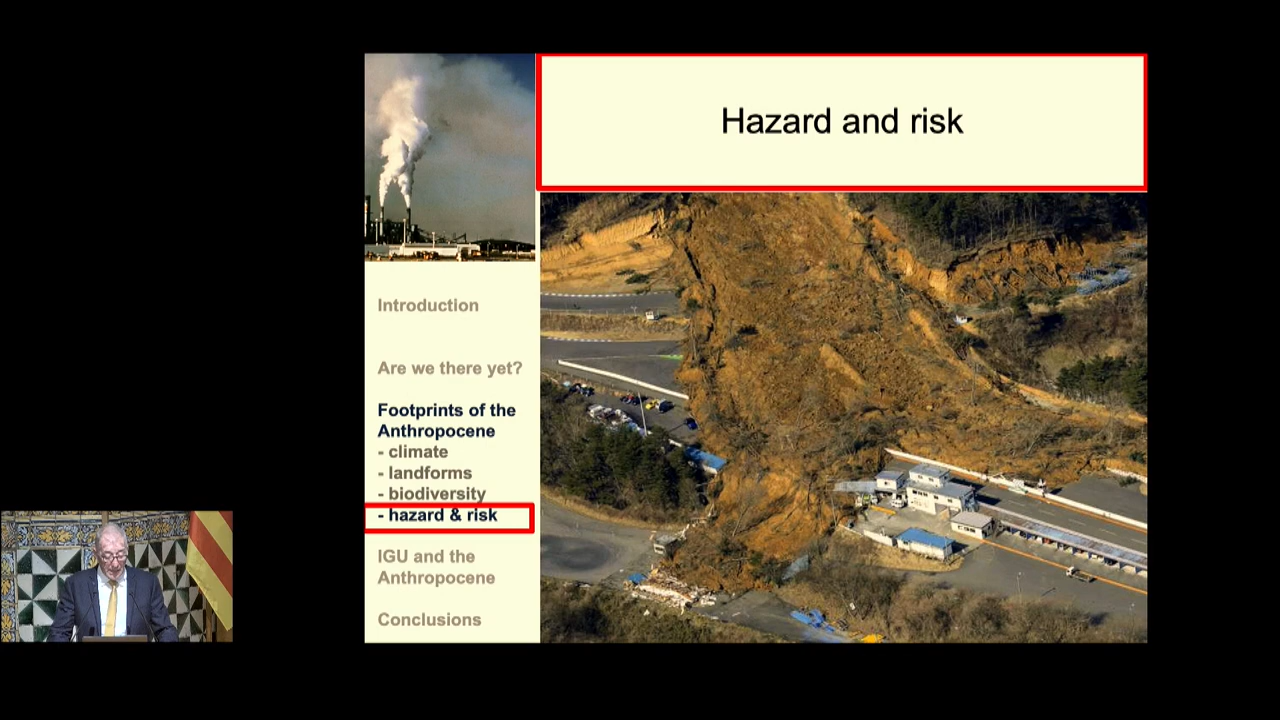 Hazard and risk
Introduction
Are we there yet?
Footprints of the
Anthropocene
- climate
- landforms
- biodiversity
- hazard & risk
IGU and the
Anthropocene
Conclusions